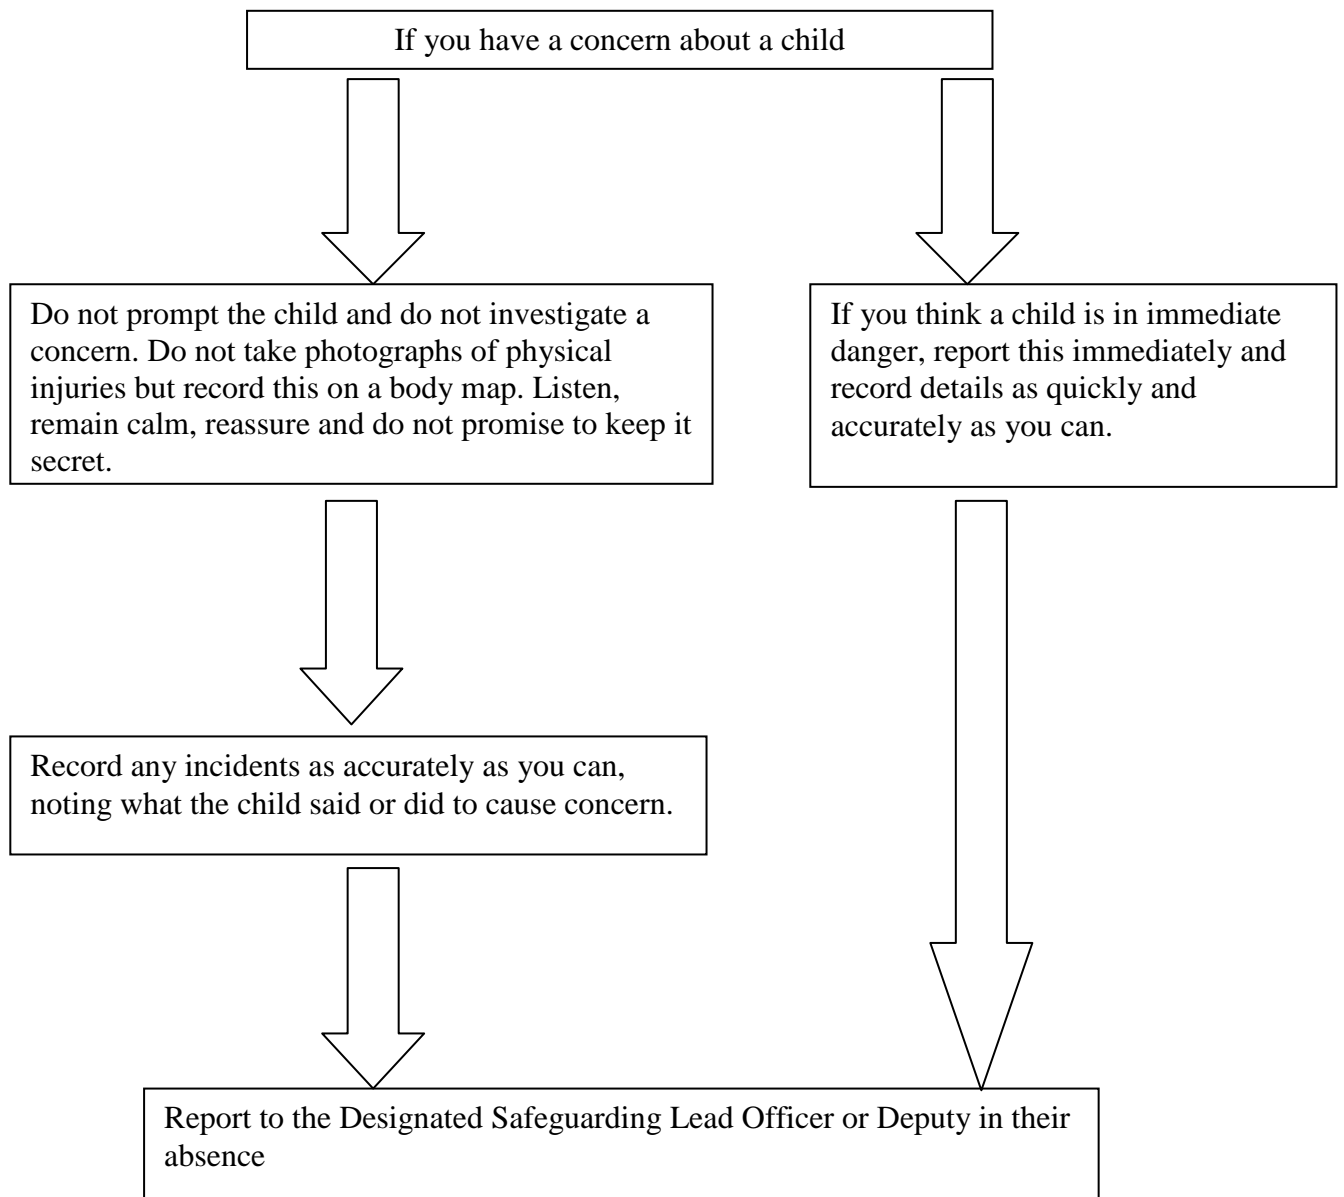 If you have a concern about a child
Do not prompt the child and do not investigate a
concern. Do not take photographs of physical
injuries but record this on a body map. Listen,
remain calm, reassure and do not promise to keep it
secret.
If you think a child is in immediate
danger, report this immediately and
record details as quickly and
accurately as you can.
Record any incidents as accurately as you can,
noting what the child said or did to cause concern.
Report to the Designated Safeguarding Lead Officer or Deputy in their
absence